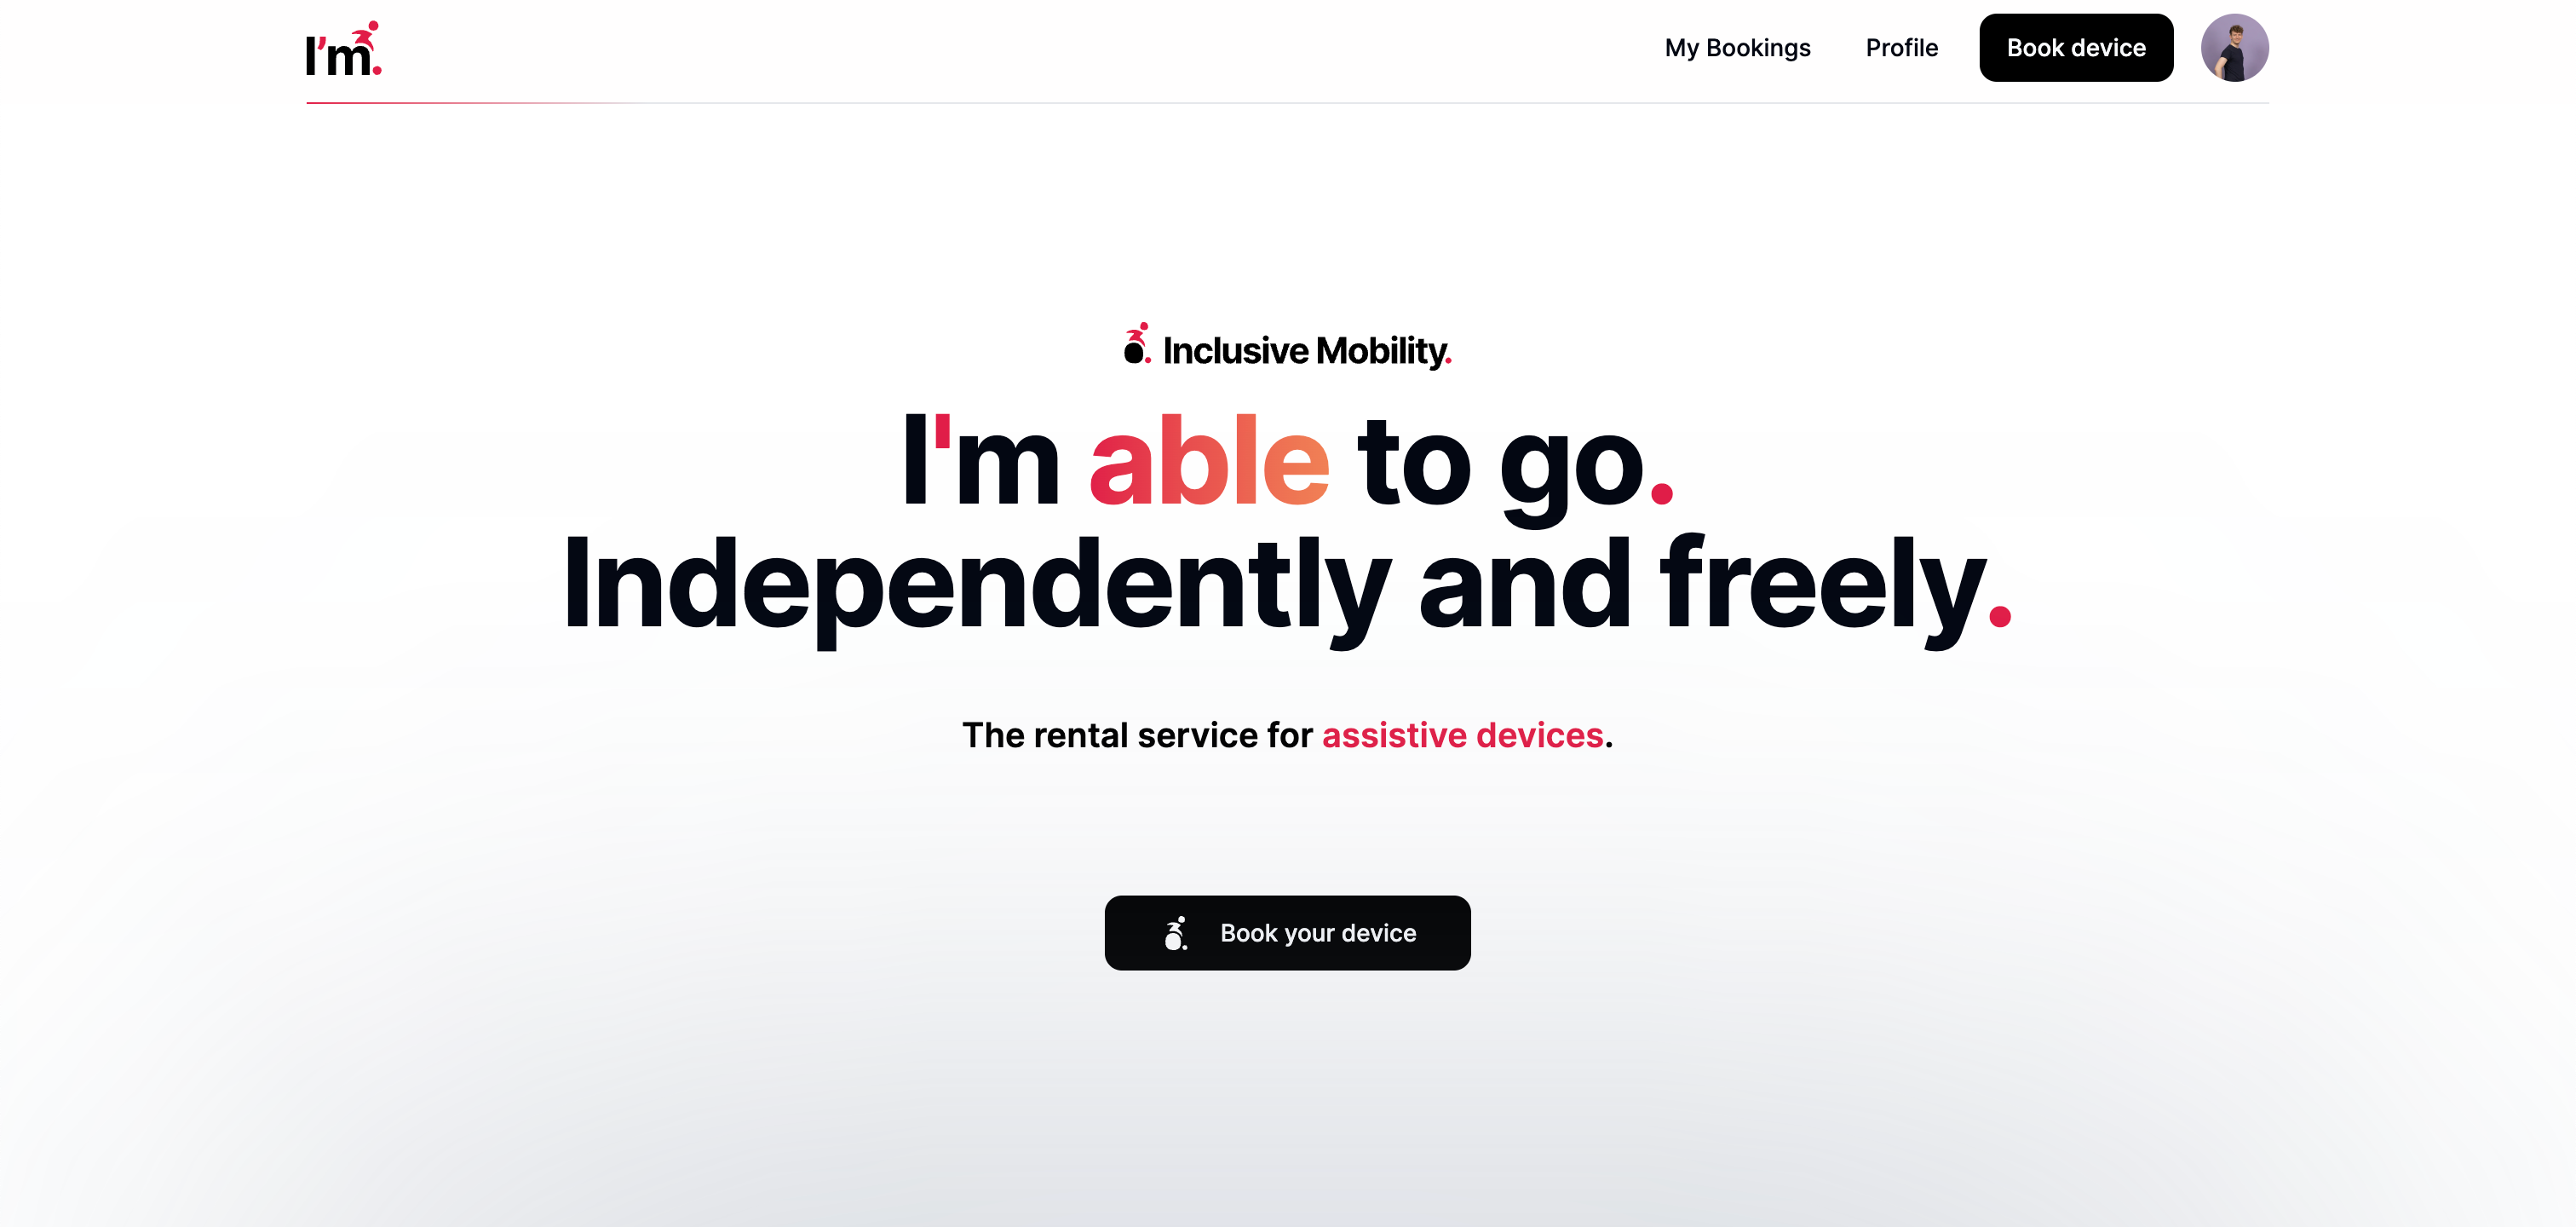 I'm.
My Bookings
Profile
Book device
Inclusive Mobility.
I'm able to go.
Independently and freely.
The rental service for assistive devices.
Book your device